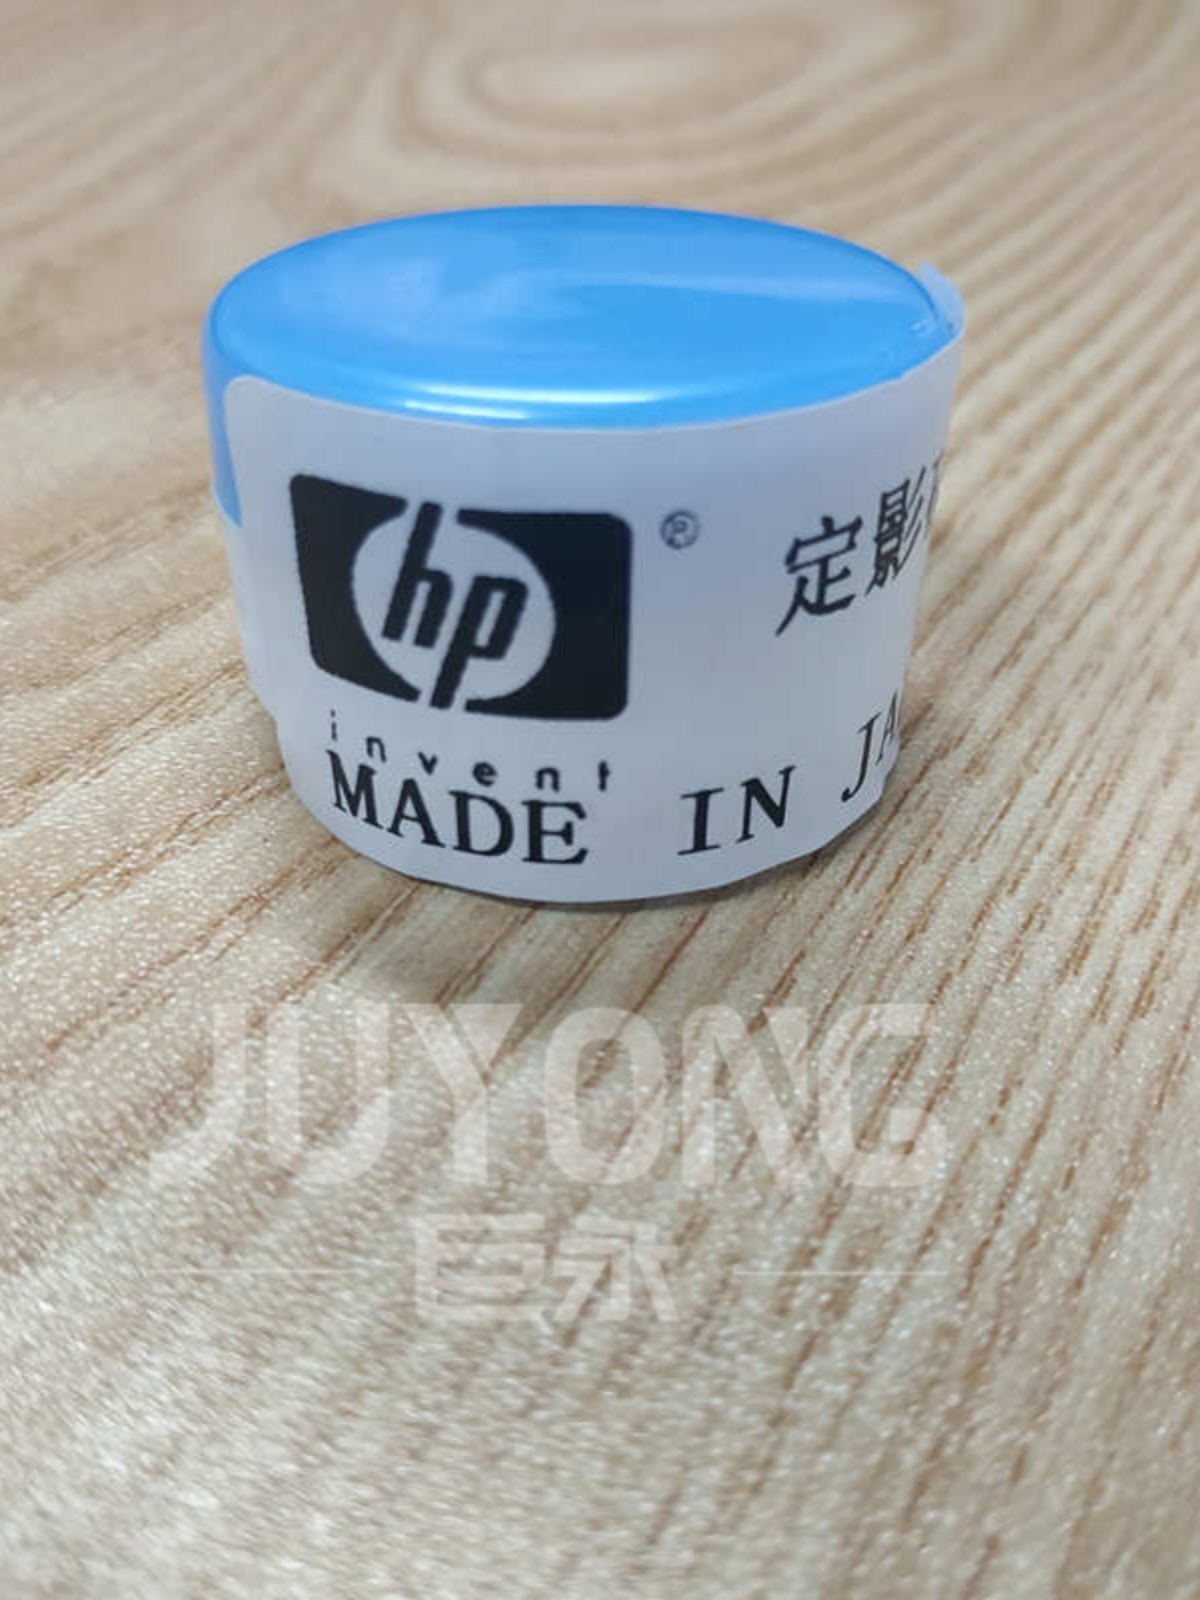 hp®
定影
invent
MADE IN JA
JUYONG
巨永